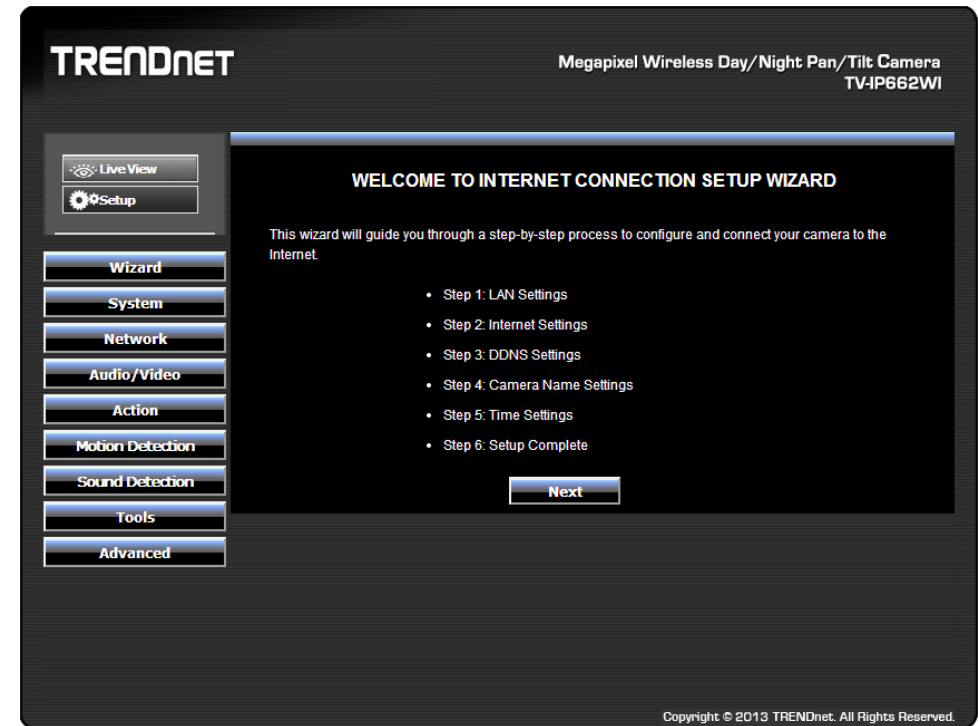 TRENDNET
Megapixel Wireless Day/Night Pan/Tilt Camera
TV-IP662WI
Live View
Setup
WELCOME TO INTERNET CONNECTION SETUP WIZARD
This wizard will guide you through a step-by-step process to configure and connect your camera to the
Internet.
• Step 1: LAN Settings
• Step 2: Internet Settings
• Step 3: DDNS Settings
• Step 4: Camera Name Settings
• Step 5: Time Settings
• Step 6: Setup Complete
Next
Wizard
System
Network
Audio/Video
Action
Motion Detection
Sound Detection
Tools
Advanced
Copyright © 2013 TRENDnet. All Rights Reserved.